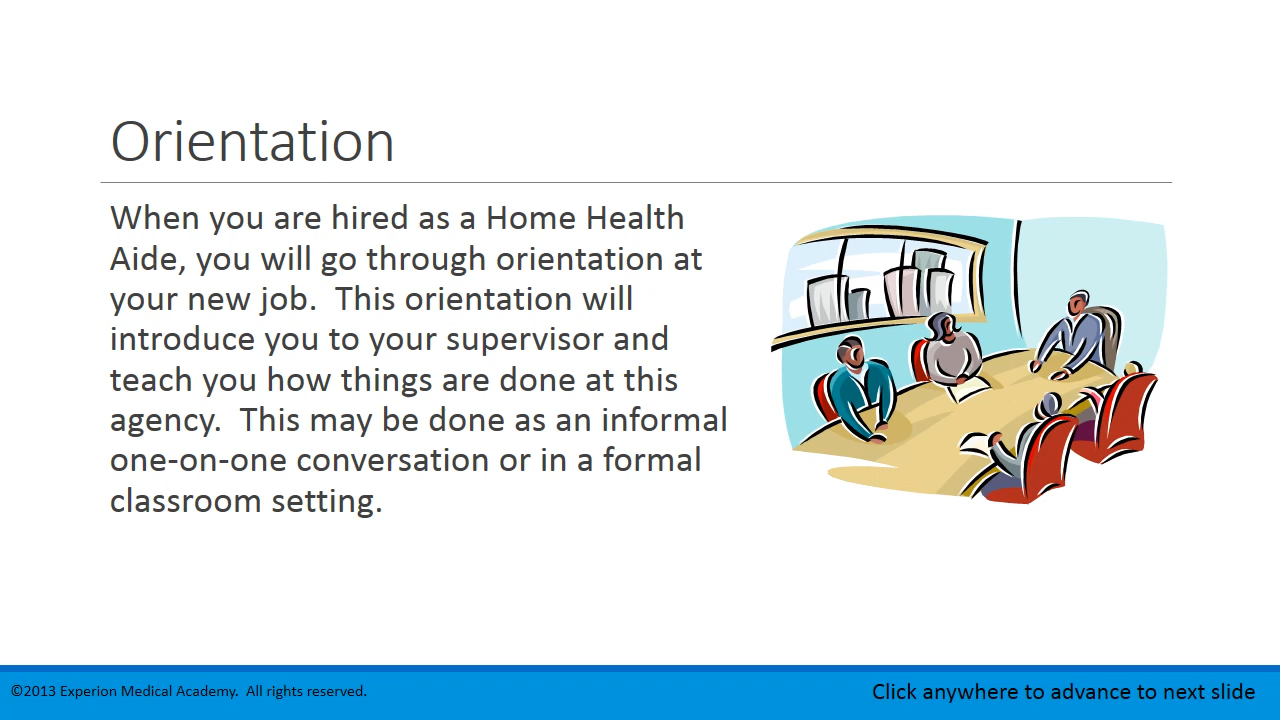 Orientation
When you are hired as a Home Health
Aide, you will go through orientation at
your new job.  This orientation will
introduce you to your supervisor and
teach you how things are done at this
agency.  This may be done as an informal
one-on-one conversation or in a formal
classroom setting.
©2013 Experion Medical Academy.  All rights reserved.
Click anywhere to advance to next slide